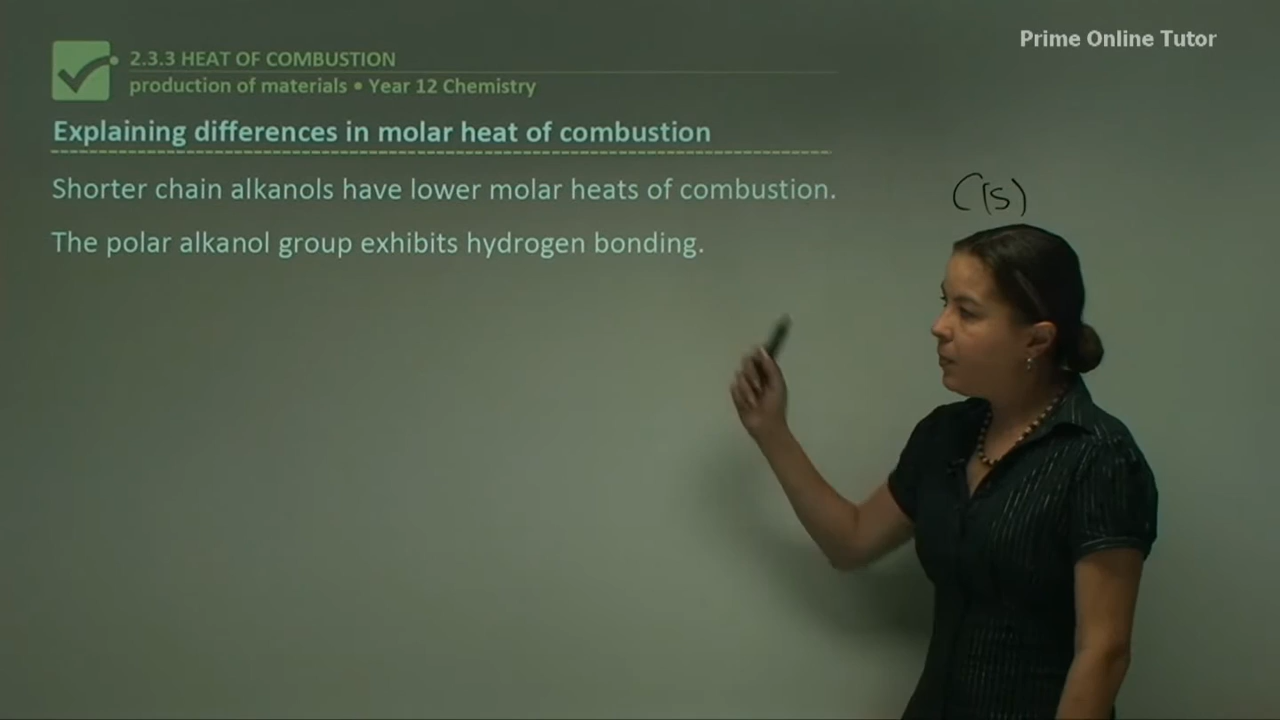 Prime Online Tutor
2.3.3 HEAT OF COMBUSTION
production of materials • Year 12 Chemistry
Explaining differences in molar heat of combustion
Shorter chain alkanols have lower molar heats of combustion.
C(s)
The polar alkanol group exhibits hydrogen bonding.